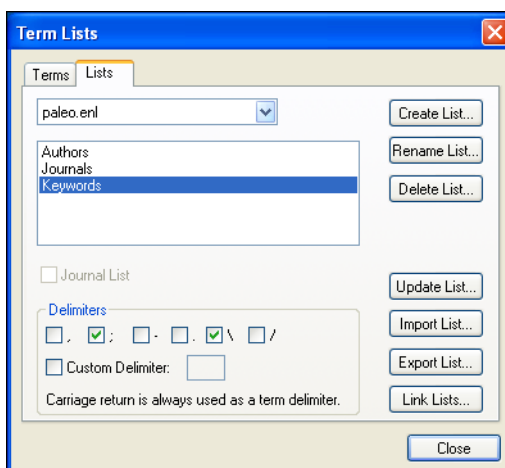 Term Lists
Terms Lists
paleo.enl
Create List...
Authors
Journals
Keywords
Rename List...
Delete List...
Journal List
Update List...
Delimiters
, ; - . \ /
Import List...
Custom Delimiter:
Export List...
Carriage return is always used as a term delimiter.
Link Lists...
Close